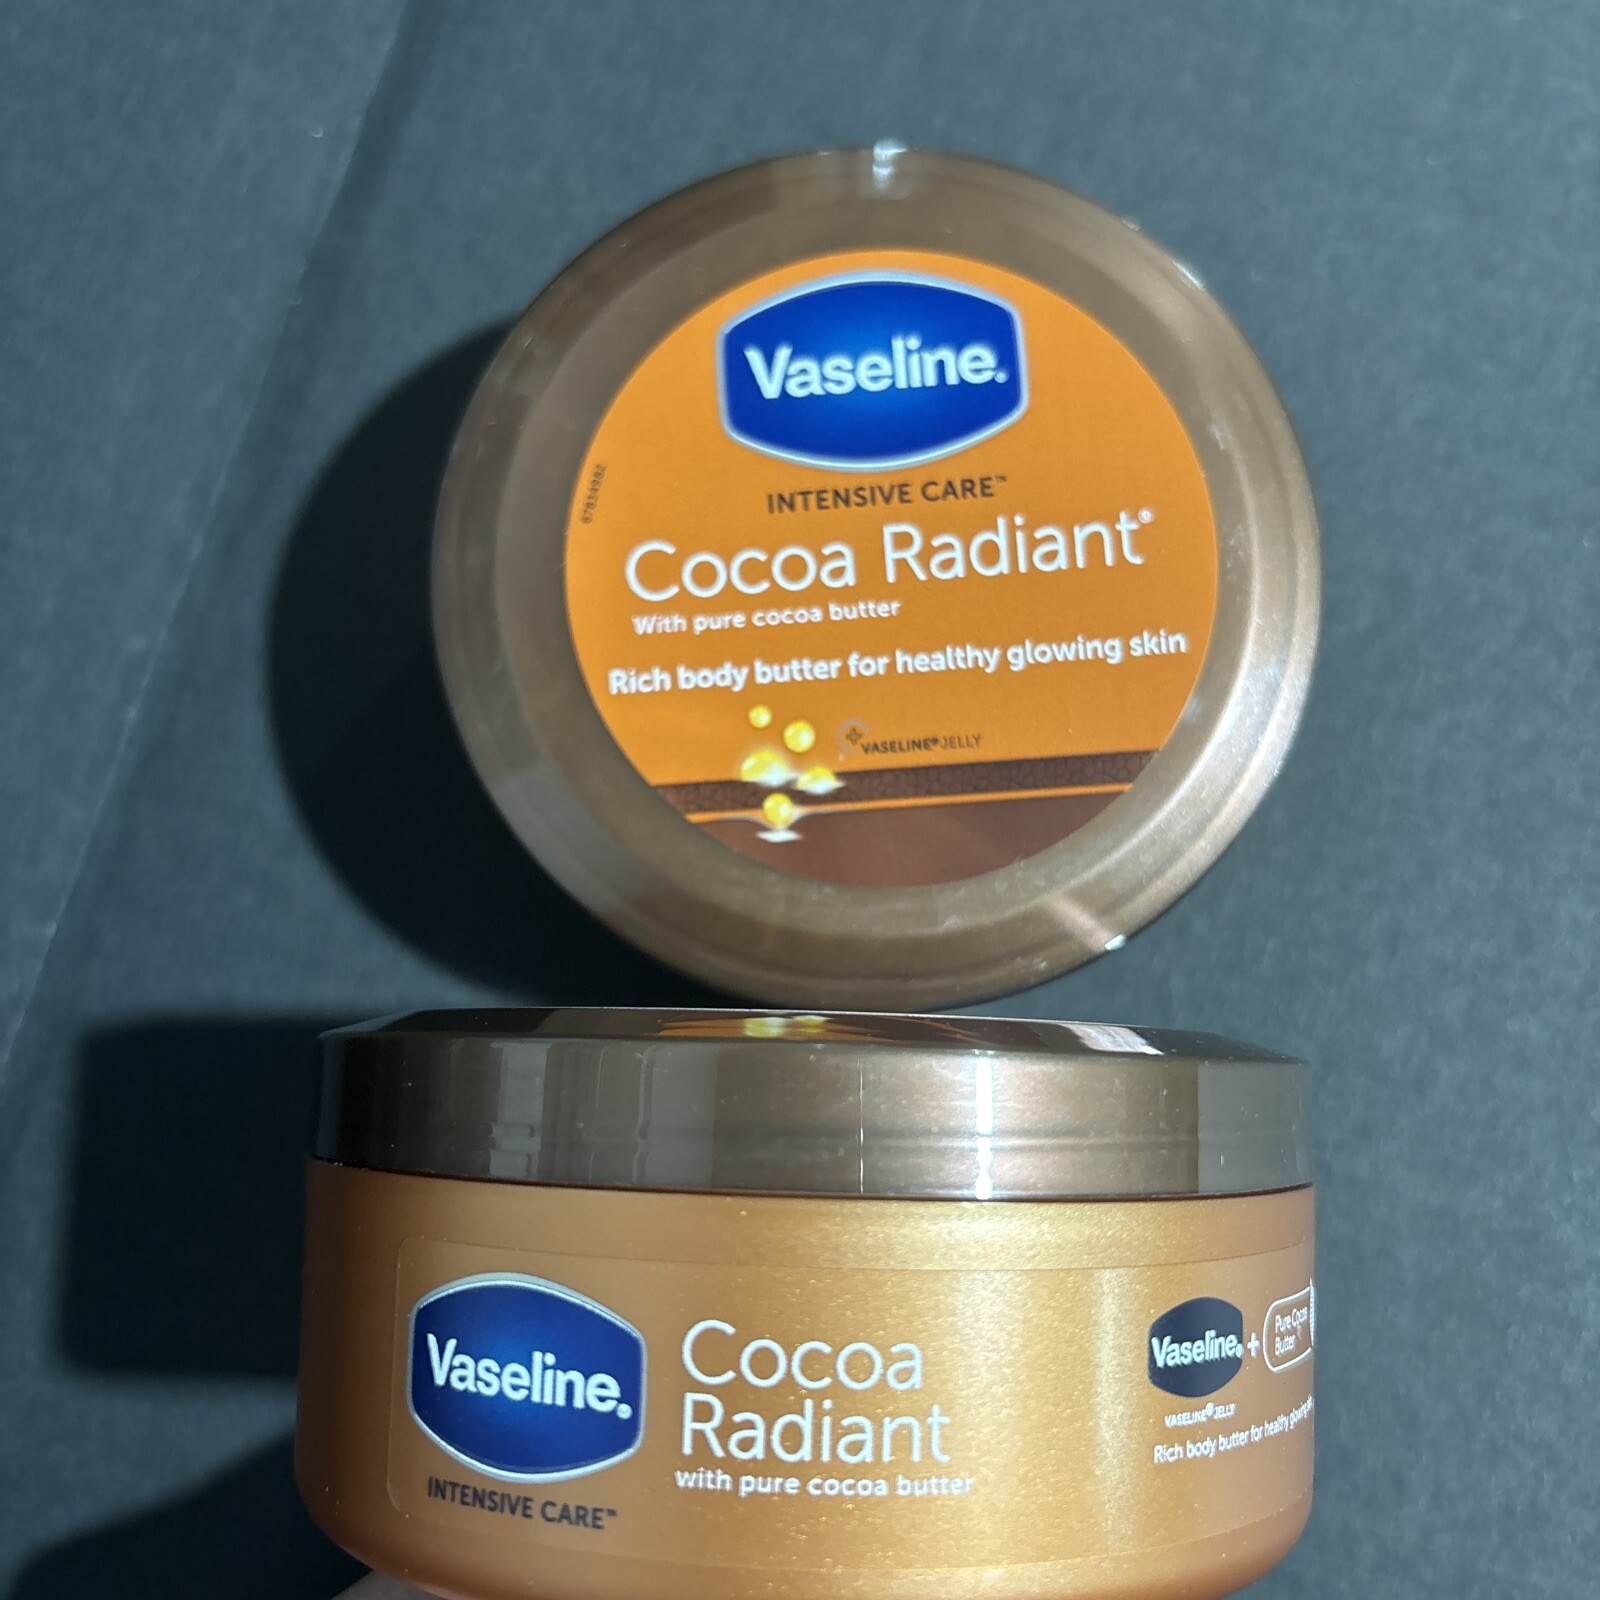 Vaseline.
INTENSIVE CARE™
Cocoa Radiant®
With pure cocoa butter
Rich body butter for healthy glowing skin
VASELINE® JELLY
Vaseline.
INTENSIVE CARE™
Cocoa
Radiant
with pure cocoa butter
Vaseline. +
Pure Cocoa
Butter
VASELINE® JELLY
Rich body butter for healthy glowing